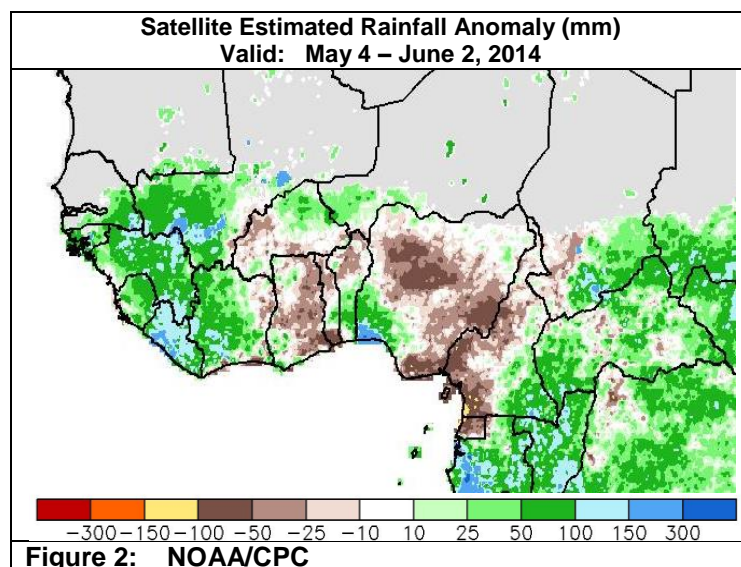 Satellite Estimated Rainfall Anomaly (mm)
Valid: May 4 – June 2, 2014
-300 -150 -100 -50 -25 -10 10 25 50 100 150 300
Figure 2: NOAA/CPC